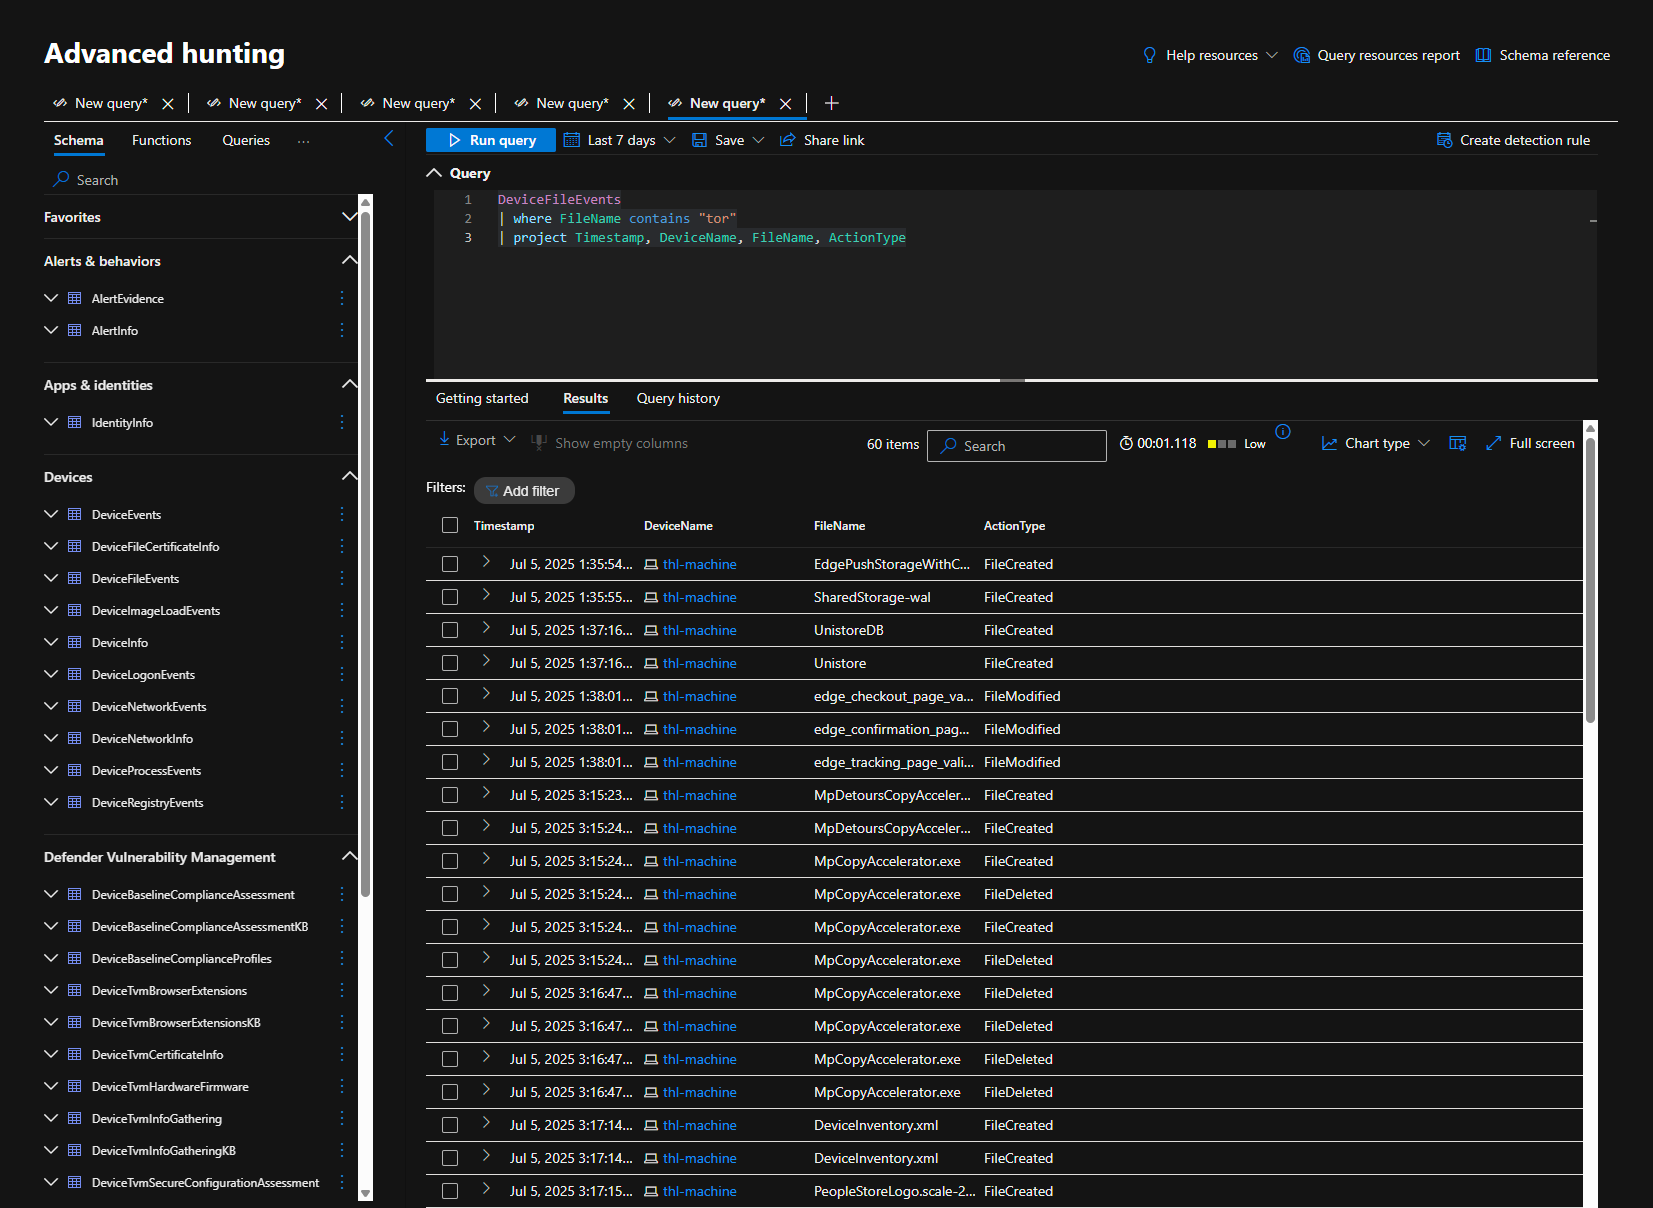 Advanced hunting
Help resources
Query resources report
Schema reference
New query*
New query*
New query*
New query*
New query*
Schema
Functions
Queries
...
Run query
Last 7 days
Save
Share link
Create detection rule
Search
Favorites
Alerts & behaviors
AlertEvidence
AlertInfo
Apps & identities
IdentityInfo
Devices
DeviceEvents
DeviceFileCertificateInfo
DeviceFileEvents
DeviceImageLoadEvents
DeviceInfo
DeviceLogonEvents
DeviceNetworkEvents
DeviceNetworkInfo
DeviceProcessEvents
DeviceRegistryEvents
Defender Vulnerability Management
DeviceBaselineComplianceAssessment
DeviceBaselineComplianceAssessmentKB
DeviceBaselineComplianceProfiles
DeviceTvmBrowserExtensions
DeviceTvmBrowserExtensionsKB
DeviceTvmCertificateInfo
DeviceTvmHardwareFirmware
DeviceTvmInfoGathering
DeviceTvmInfoGatheringKB
DeviceTvmSecureConfigurationAssessment
Query
1 DeviceFileEvents
2 | where FileName contains "tor"
3 | project Timestamp, DeviceName, FileName, ActionType
Getting started
Results
Query history
Export
Show empty columns
60 items
Search
00:01.118
Low
Chart type
Full screen
Filters:
Add filter
Timestamp DeviceName FileName ActionType
Jul 5, 2025 1:35:54... thl-machine EdgePushStorageWithC... FileCreated
Jul 5, 2025 1:35:55... thl-machine SharedStorage-wal FileCreated
Jul 5, 2025 1:37:16... thl-machine UnistoreDB FileCreated
Jul 5, 2025 1:37:16... thl-machine Unistore FileCreated
Jul 5, 2025 1:38:01... thl-machine edge_checkout_page_va... FileModified
Jul 5, 2025 1:38:01... thl-machine edge_confirmation_pag... FileModified
Jul 5, 2025 1:38:01... thl-machine edge_tracking_page_vali... FileModified
Jul 5, 2025 3:15:23... thl-machine MpDetoursCopyAcceler... FileCreated
Jul 5, 2025 3:15:24... thl-machine MpDetoursCopyAcceler... FileCreated
Jul 5, 2025 3:15:24... thl-machine MpCopyAccelerator.exe FileCreated
Jul 5, 2025 3:15:24... thl-machine MpCopyAccelerator.exe FileDeleted
Jul 5, 2025 3:15:24... thl-machine MpCopyAccelerator.exe FileCreated
Jul 5, 2025 3:15:24... thl-machine MpCopyAccelerator.exe FileDeleted
Jul 5, 2025 3:16:47... thl-machine MpCopyAccelerator.exe FileDeleted
Jul 5, 2025 3:16:47... thl-machine MpCopyAccelerator.exe FileDeleted
Jul 5, 2025 3:16:47... thl-machine MpCopyAccelerator.exe FileDeleted
Jul 5, 2025 3:16:47... thl-machine MpCopyAccelerator.exe FileDeleted
Jul 5, 2025 3:17:14... thl-machine DeviceInventory.xml FileCreated
Jul 5, 2025 3:17:14... thl-machine DeviceInventory.xml FileCreated
Jul 5, 2025 3:17:15... thl-machine PeopleStoreLogo.scale-2... FileCreated